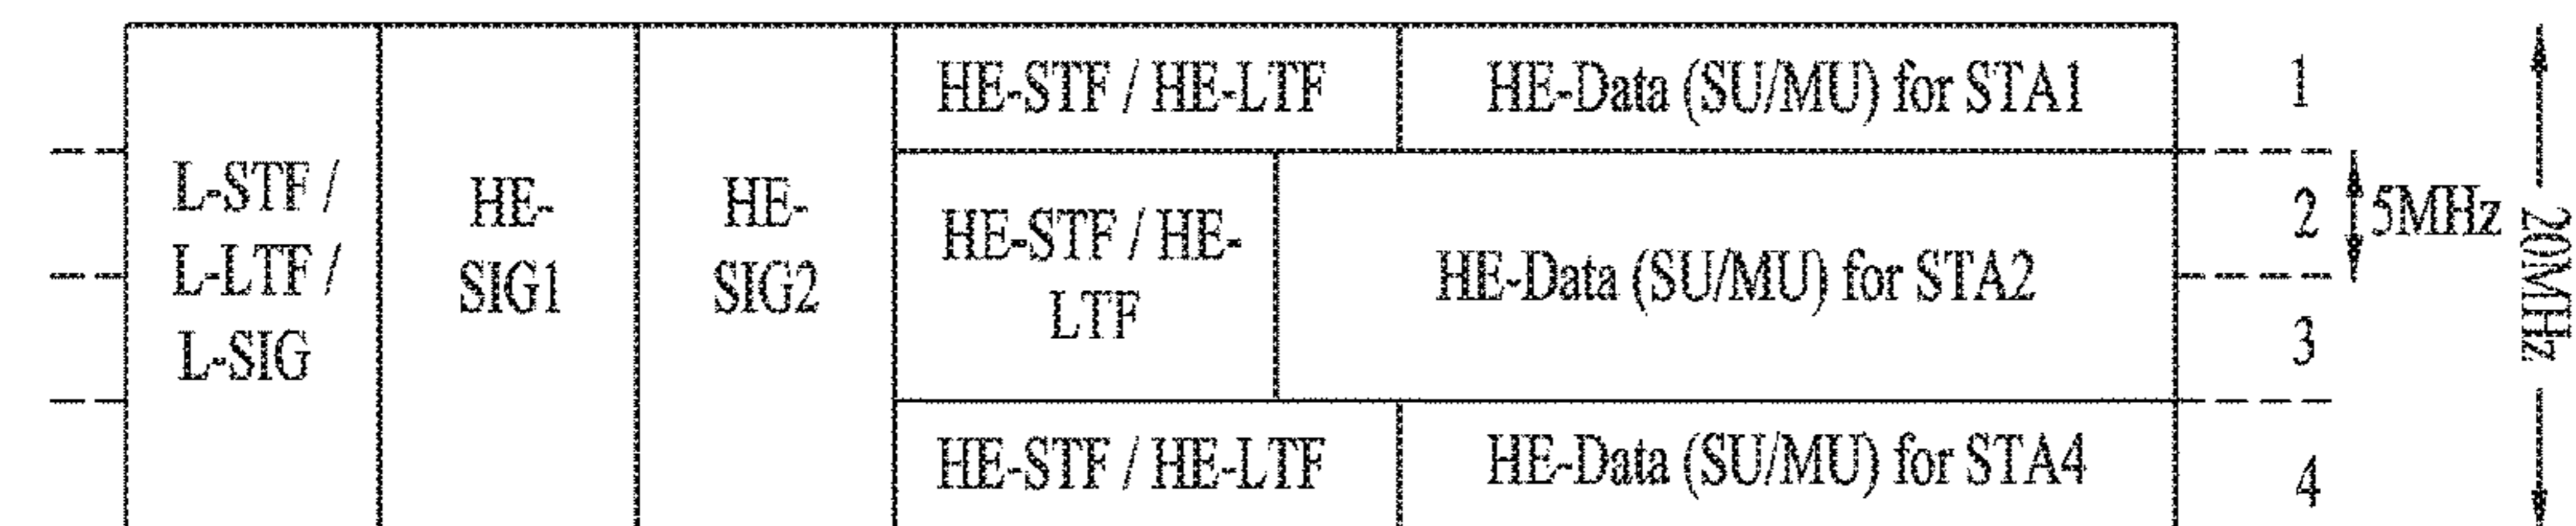 L-STF /
L-LTF /
L-SIG
HE-
SIG1
HE-
SIG2
HE-STF / HE-LTF
HE-Data (SU/MU) for STA1
HE-STF / HE-
LTF
HE-Data (SU/MU) for STA2
HE-STF / HE-LTF
HE-Data (SU/MU) for STA4
1
2
3
4
5MHz
20MHz